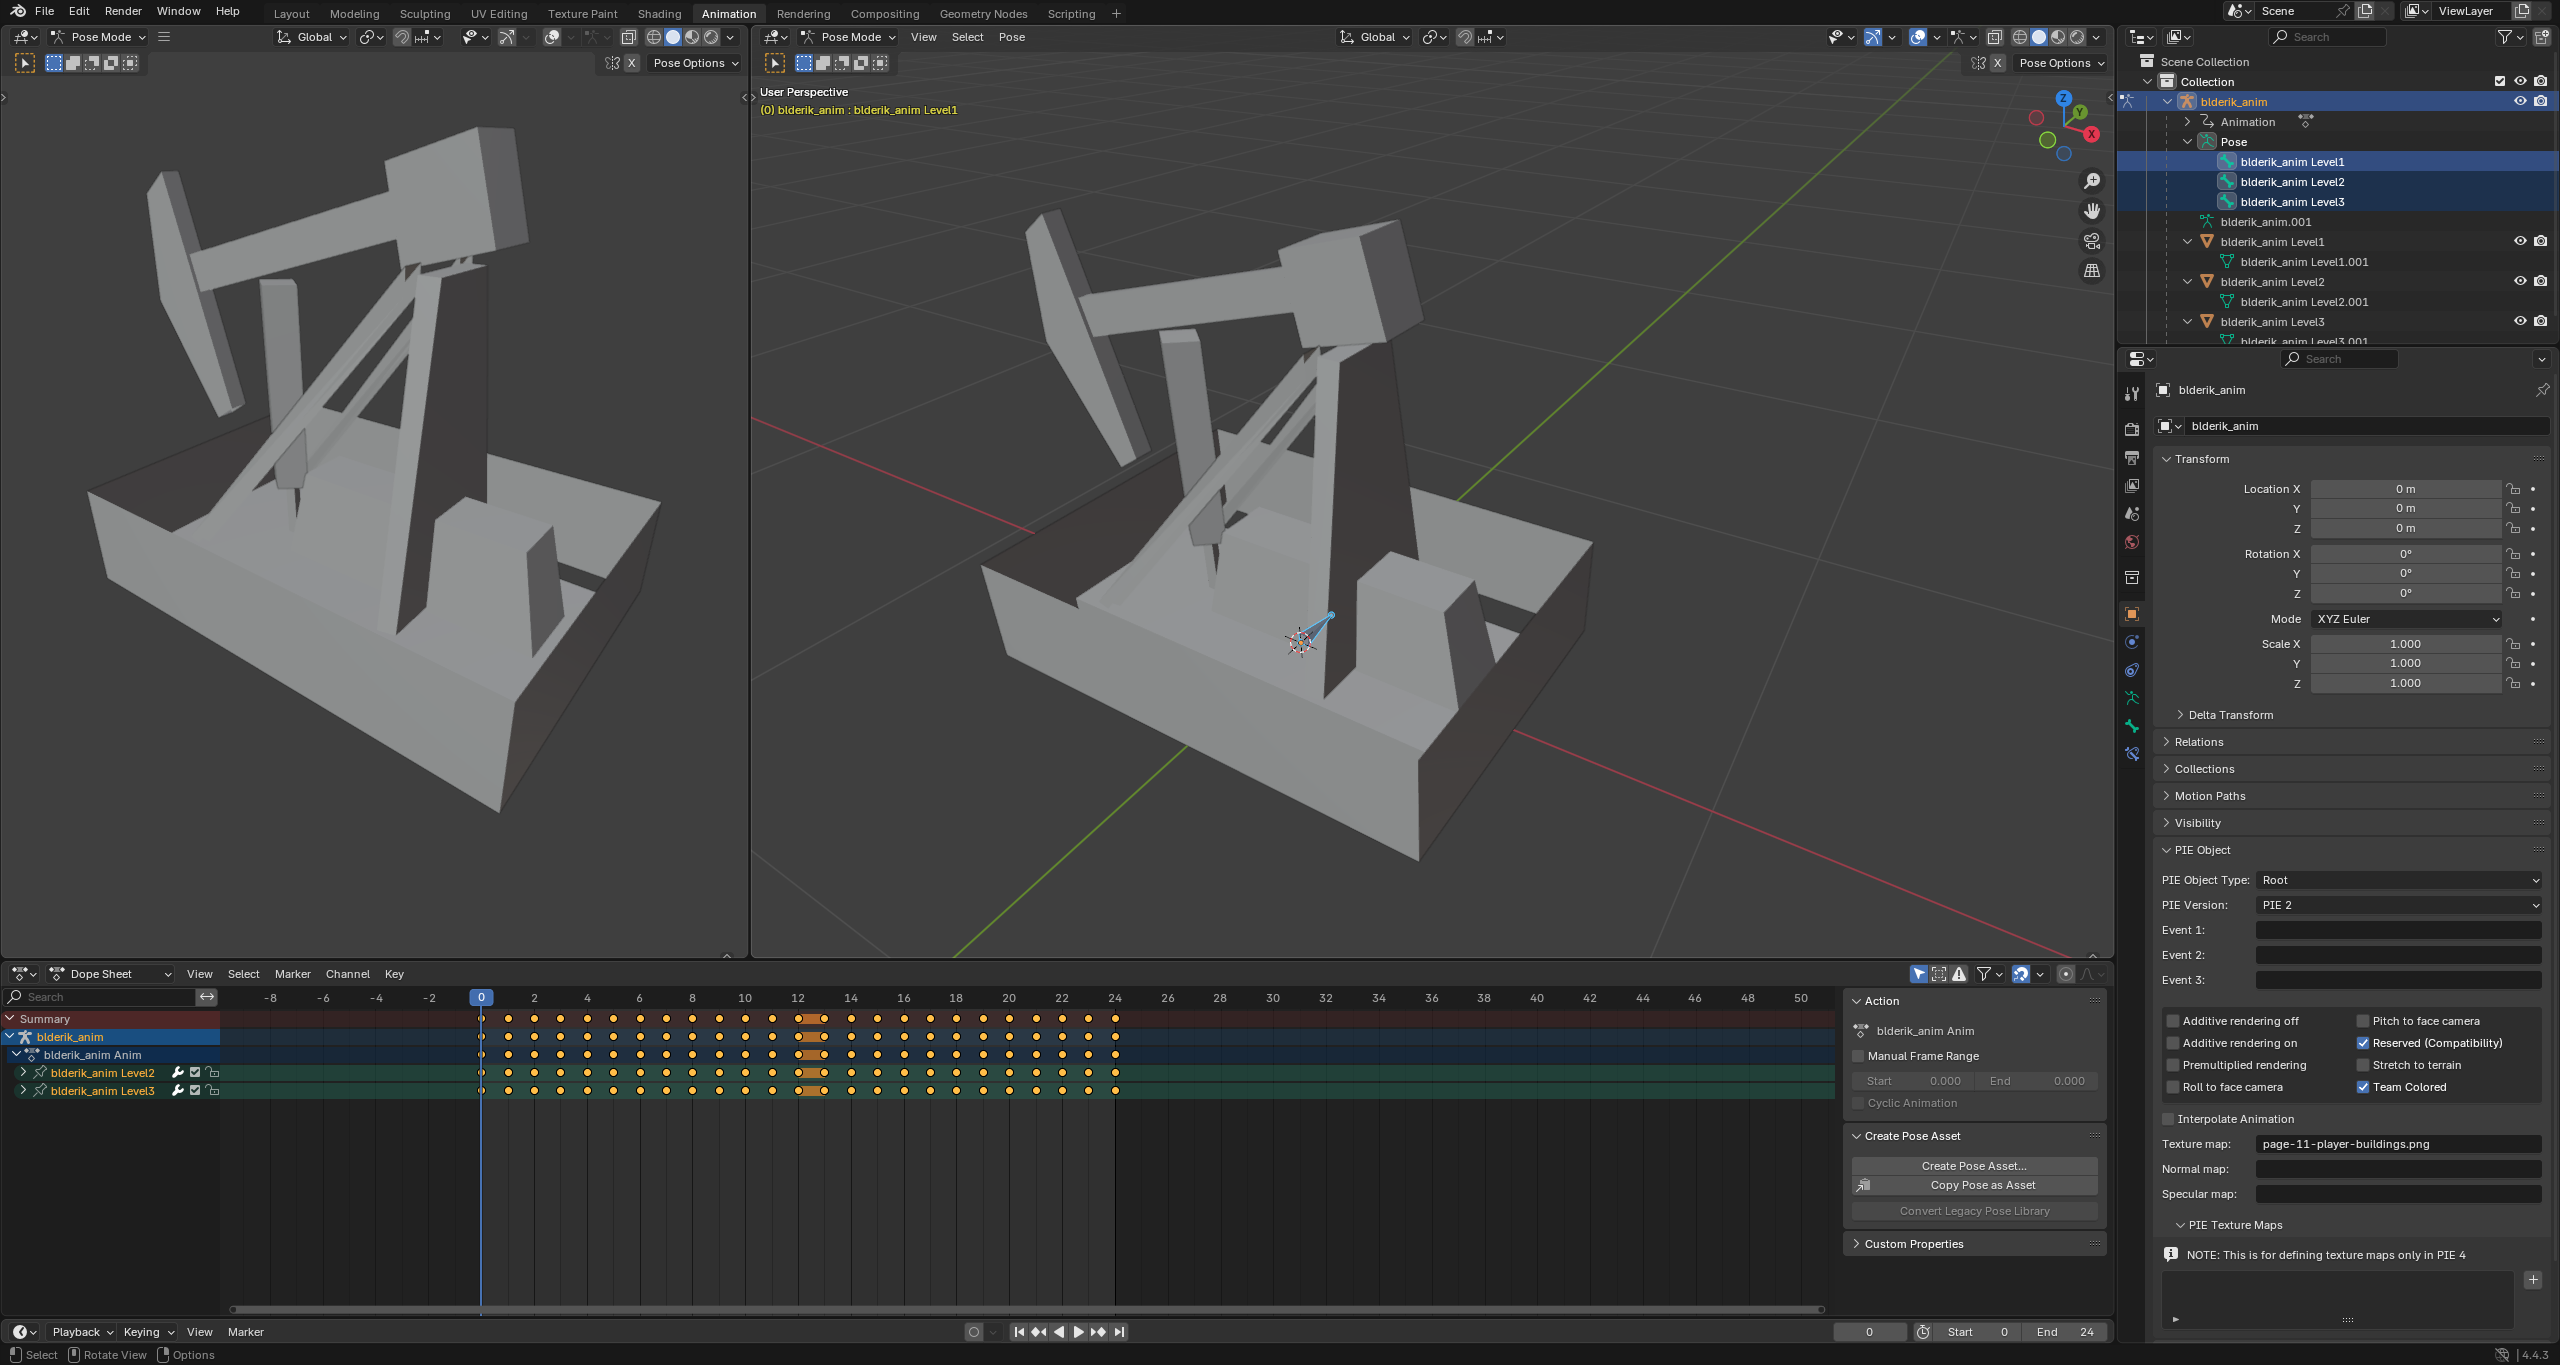 File Edit Render Window Help Layout Modeling Sculpting UV Editing Texture Paint Shading Animation Rendering Compositing Geometry Nodes Scripting + Scene ViewLayer
Pose Mode Global
Pose Mode View Select Pose Global
Search
X Pose Options
X Pose Options
User Perspective
(0) blderik_anim : blderik_anim Level1
Z
Y
X
Scene Collection
Collection
blderik_anim
Animation
Pose
blderik_anim Level1
blderik_anim Level2
blderik_anim Level3
blderik_anim.001
blderik_anim Level1
blderik_anim Level1.001
blderik_anim Level2
blderik_anim Level2.001
blderik_anim Level3
blderik_anim Level3.001
Search
blderik_anim
blderik_anim
Transform
Location X 0 m
Y 0 m
Z 0 m
Rotation X 0°
Y 0°
Z 0°
Mode XYZ Euler
Scale X 1.000
Y 1.000
Z 1.000
Delta Transform
Relations
Collections
Motion Paths
Visibility
PIE Object
PIE Object Type: Root
PIE Version: PIE 2
Event 1:
Event 2:
Event 3:
Additive rendering off Pitch to face camera
Additive rendering on Reserved (Compatibility)
Premultiplied rendering Stretch to terrain
Roll to face camera Team Colored
Interpolate Animation
Texture map: page-11-player-buildings.png
Normal map:
Specular map:
PIE Texture Maps
NOTE: This is for defining texture maps only in PIE 4
Dope Sheet View Select Marker Channel Key
Search -8 -6 -4 -2 0 2 4 6 8 10 12 14 16 18 20 22 24 26 28 30 32 34 36 38 40 42 44 46 48 50
Summary
blderik_anim
blderik_anim Anim
blderik_anim Level2
blderik_anim Level3
Action
blderik_anim Anim
Manual Frame Range
Start 0.000 End 0.000
Cyclic Animation
Create Pose Asset
Create Pose Asset...
Copy Pose as Asset
Convert Legacy Pose Library
Custom Properties
Playback Keying View Marker 0 Start 0 End 24
Select Rotate View Options 4.4.3